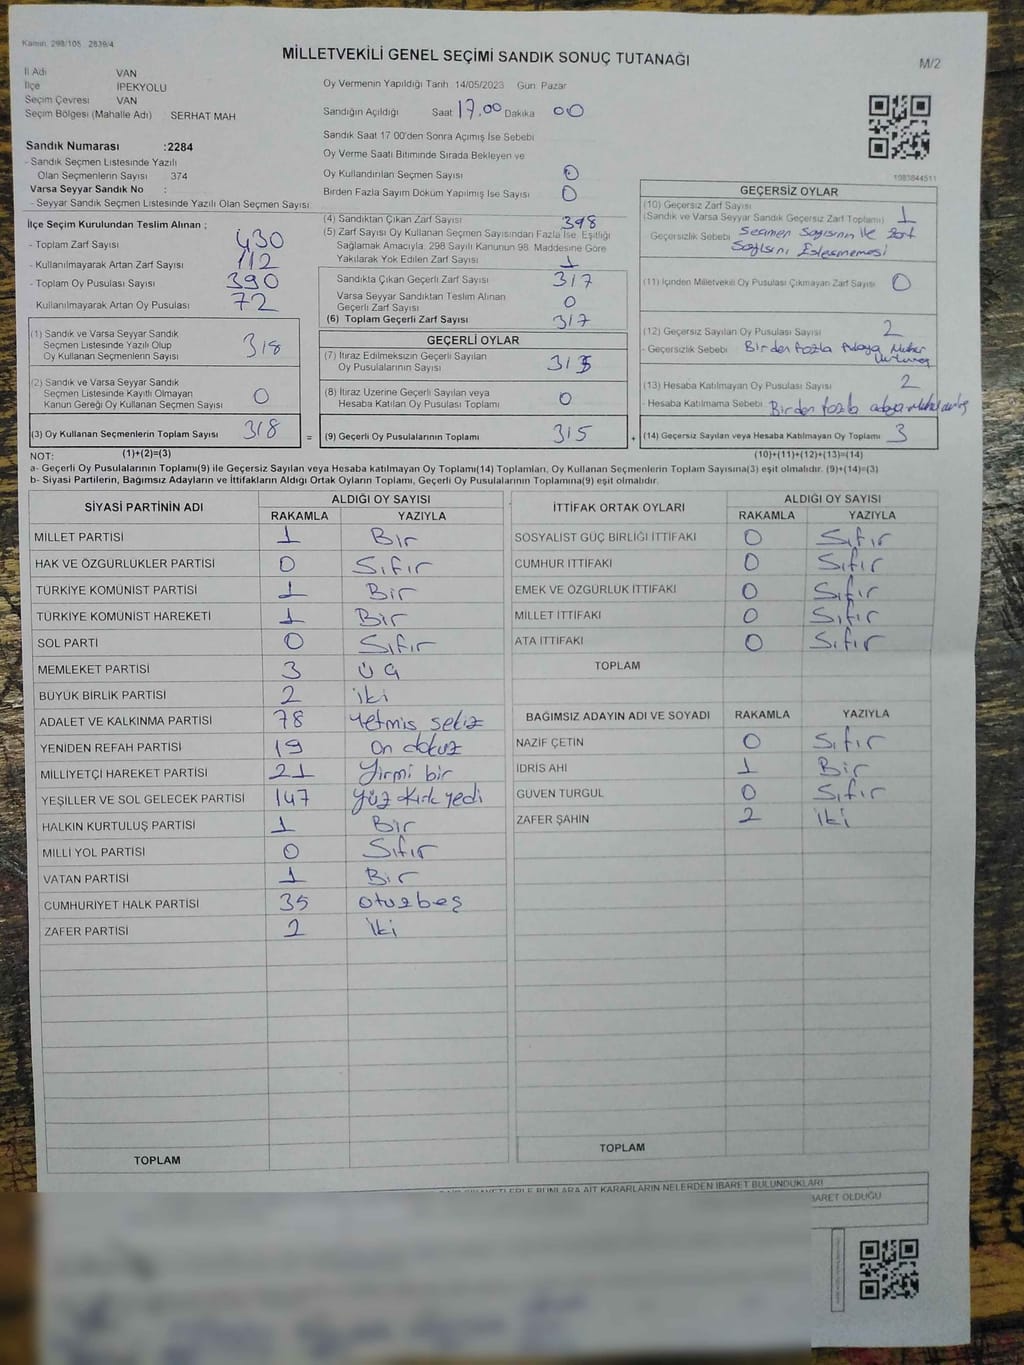 Kanun: 298/105 2839/4
MİLLETVEKİLİ GENEL SEÇİMİ SANDIK SONUÇ TUTANAĞI
M/2
İl Adı VAN
İlçe İPEKYOLU
Seçim Çevresi VAN
Seçim Bölgesi (Mahalle Adı) SERHAT MAH
Sandık Numarası :2284
- Sandık Seçmen Listesinde Yazılı
Olan Seçmenlerin Sayısı 374
Varsa Seyyar Sandık No :
- Seyyar Sandık Seçmen Listesinde Yazılı Olan Seçmen Sayısı
Oy Vermenin Yapıldığı Tarih 14/05/2023 Gün: Pazar
Sandığın Açıldığı Saat 17.00 Dakika 00
Sandık Saat 17 00'den Sonra Açımış İse Sebebi
Oy Verme Saati Bitiminde Sırada Bekleyen ve
Oy Kullandırılan Seçmen Sayısı 0
Birden Fazla Sayım Döküm Yapılmış İse Sayısı 0
1083844511
İlçe Seçim Kurulundan Teslim Alınan ;
- Toplam Zarf Sayısı 430
- Kullanılmayarak Artan Zarf Sayısı 112
- Toplam Oy Pusulası Sayısı 390
Kullanılmayarak Artan Oy Pusulası 72
(1) Sandık ve Varsa Seyyar Sandık
Seçmen Listesinde Yazılı Olup
Oy Kullanan Seçmenlerin Sayısı 318
(2) Sandık ve Varsa Seyyar Sandık
Seçmen Listesinde Kayıtlı Olmayan
Kanun Gereği Oy Kullanan Seçmen Sayısı 0
(3) Oy Kullanan Seçmenlerin Toplam Sayısı 318
(4) Sandıktan Çıkan Zarf Sayısı 398
(5) Zarf Sayısı Oy Kullanan Seçmen Sayısından Fazla İse, Eşitliği
Sağlamak Amacıyla, 298 Sayılı Kanunun 98. Maddesine Göre
Yakılarak Yok Edilen Zarf Sayısı 1
Sandıkta Çıkan Geçerli Zarf Sayısı 317
Varsa Seyyar Sandıktan Teslim Alınan
Geçerli Zarf Sayısı 0
(6) Toplam Geçerli Zarf Sayısı 317
GEÇERLİ OYLAR
(7) İtiraz Edilmeksizin Geçerli Sayılan
Oy Pusulalarının Sayısı 315
(8) İtiraz Üzerine Geçerli Sayılan veya
Hesaba Katılan Oy Pusulası Toplamı 0
= (9) Geçerli Oy Pusulalarının Toplamı 315
GEÇERSİZ OYLAR
(10) Geçersiz Zarf Sayısı
(Sandık ve Varsa Seyyar Sandık Geçersiz Zarf Toplamı) 1
Geçersizlik Sebebi Seçmen Sayısının ile Zarf
Sayısını Eşleşmemesi
(11) İçinden Milletvekili Oy Pusulası Çıkmayan Zarf Sayısı 0
(12) Geçersiz Sayılan Oy Pusulası Sayısı 2
- Geçersizlik Sebebi Birden fazla Adaya Mühür
(13) Hesaba Katılmayan Oy Pusulası Sayısı 2
- Hesaba Katılmama Sebebi Birden fazla adaya
+ (14) Geçersiz Sayılan veya Hesaba Katılmayan Oy Toplamı 3
NOT: (1)+(2)=(3) (10)+(11)+(12)+(13)=(14)
a- Geçerli Oy Pusulalarının Toplamı(9) ile Geçersiz Sayılan veya Hesaba katılmayan Oy Toplamı(14) Toplamları, Oy Kullanan Seçmenlerin Toplam Sayısına(3) eşit olmalıdır. (9)+(14)=(3)
b- Siyasi Partilerin, Bağımsız Adayların ve İttifakların Aldığı Ortak Oyların Toplamı, Geçerli Oy Pusulalarının Toplamına(9) eşit olmalıdır.
SİYASİ PARTİNİN ADI ALDIĞI OY SAYISI
RAKAMLA YAZIYLA
MİLLET PARTİSİ 1 Bir
HAK VE ÖZGÜRLÜKLER PARTİSİ 0 Sıfır
TÜRKİYE KOMÜNİST PARTİSİ 1 Bir
TÜRKİYE KOMÜNİST HAREKETİ 1 Bir
SOL PARTİ 0 Sıfır
MEMLEKET PARTİSİ 3 üç
BÜYÜK BİRLİK PARTİSİ 2 iki
ADALET VE KALKINMA PARTİSİ 78 Yetmiş sekiz
YENİDEN REFAH PARTİSİ 19 on dokuz
MİLLİYETÇİ HAREKET PARTİSİ 21 Yirmi bir
YEŞİLLER VE SOL GELECEK PARTİSİ 147 Yüz Kırk yedi
HALKIN KURTULUŞ PARTİSİ 1 Bir
MİLLİ YOL PARTİSİ 0 Sıfır
VATAN PARTİSİ 1 Bir
CUMHURİYET HALK PARTİSİ 35 otuzbeş
ZAFER PARTİSİ 2 iki
TOPLAM
İTTİFAK ORTAK OYLARI ALDIĞI OY SAYISI
RAKAMLA YAZIYLA
SOSYALİST GÜÇ BİRLİĞİ İTTİFAKI 0 Sıfır
CUMHUR İTTİFAKI 0 Sıfır
EMEK VE ÖZGÜRLÜK İTTİFAKI 0 Sıfır
MİLLET İTTİFAKI 0 Sıfır
ATA İTTİFAKI 0 Sıfır
TOPLAM
BAĞIMSIZ ADAYIN ADI VE SOYADI RAKAMLA YAZIYLA
NAZİF ÇETİN 0 Sıfır
İDRİS AHI 1 Bir
GÜVEN TURGUL 0 Sıfır
ZAFER ŞAHİN 2 iki
TOPLAM
BUNLARA AİT KARARLARIN NELERDEN İBARET BULUNDUKLARI
İBARET OLDUĞU